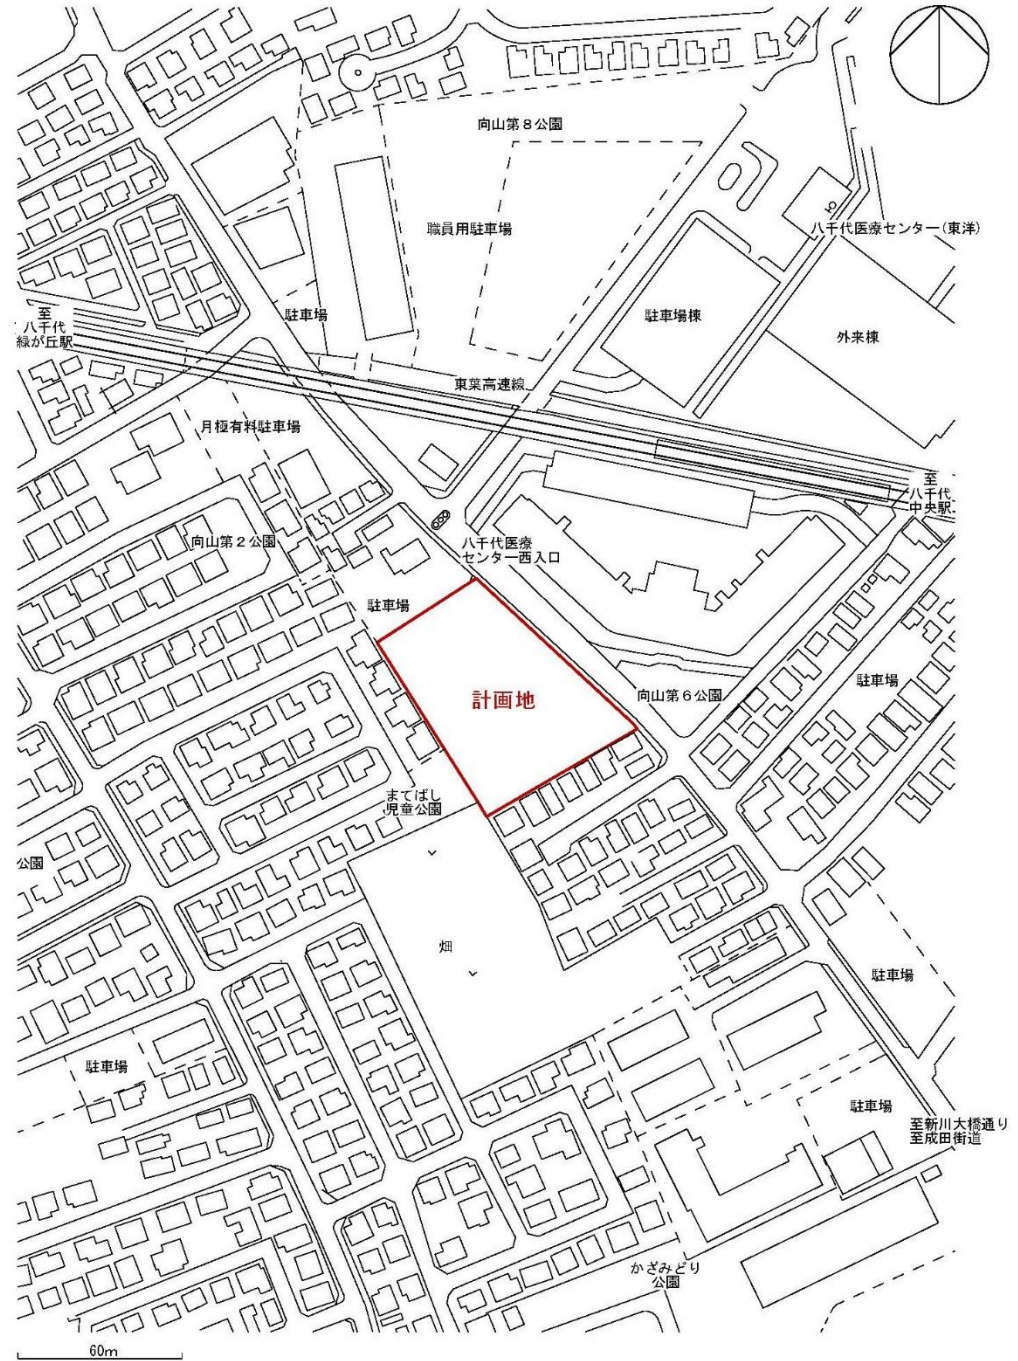 向山第8公園
職員用駐車場
八千代医療センター(東洋)
駐車場
駐車場棟
至
八千代
緑が丘駅
外来棟
東葉高速線
月極有料駐車場
至
八千代
中央駅
向山第2公園
八千代医療
センター西入口
駐車場
計画地
向山第6公園
駐車場
まてばし
児童公園
公園
畑
駐車場
駐車場
駐車場
至新川大橋通り
至成田街道
かざみどり
公園
60m